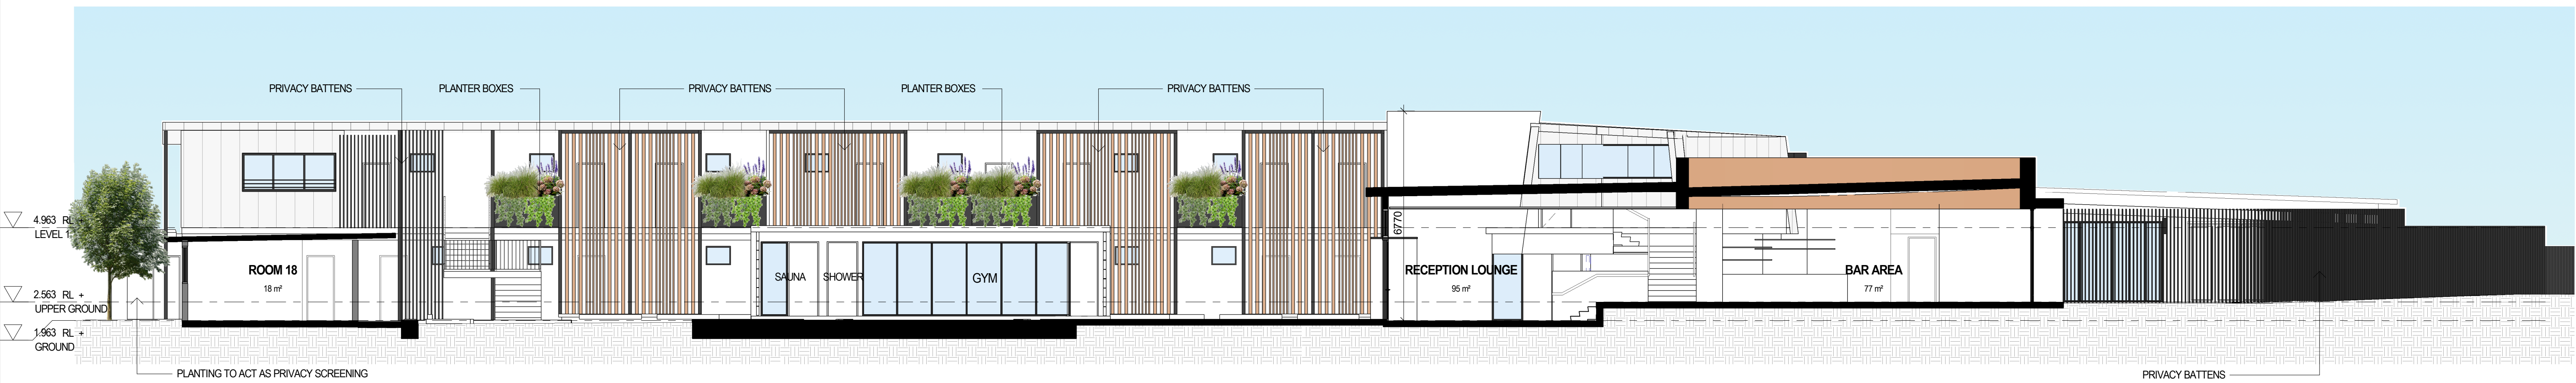 PRIVACY BATTENS
PLANTER BOXES
PRIVACY BATTENS
PLANTER BOXES
PRIVACY BATTENS
4.963 RL +
LEVEL 1
6770
ROOM 18
18 m²
SAUNA
SHOWER
GYM
RECEPTION LOUNGE
95 m²
BAR AREA
77 m²
2.563 RL +
UPPER GROUND
1.963 RL +
GROUND
PLANTING TO ACT AS PRIVACY SCREENING
PRIVACY BATTENS